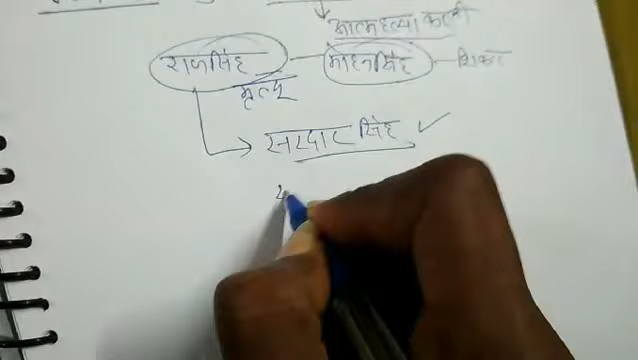 आत्महत्या करली
राजसिंह - मोहनसिंह - शिकार
मृत्यु
सरदार सिंह ✓